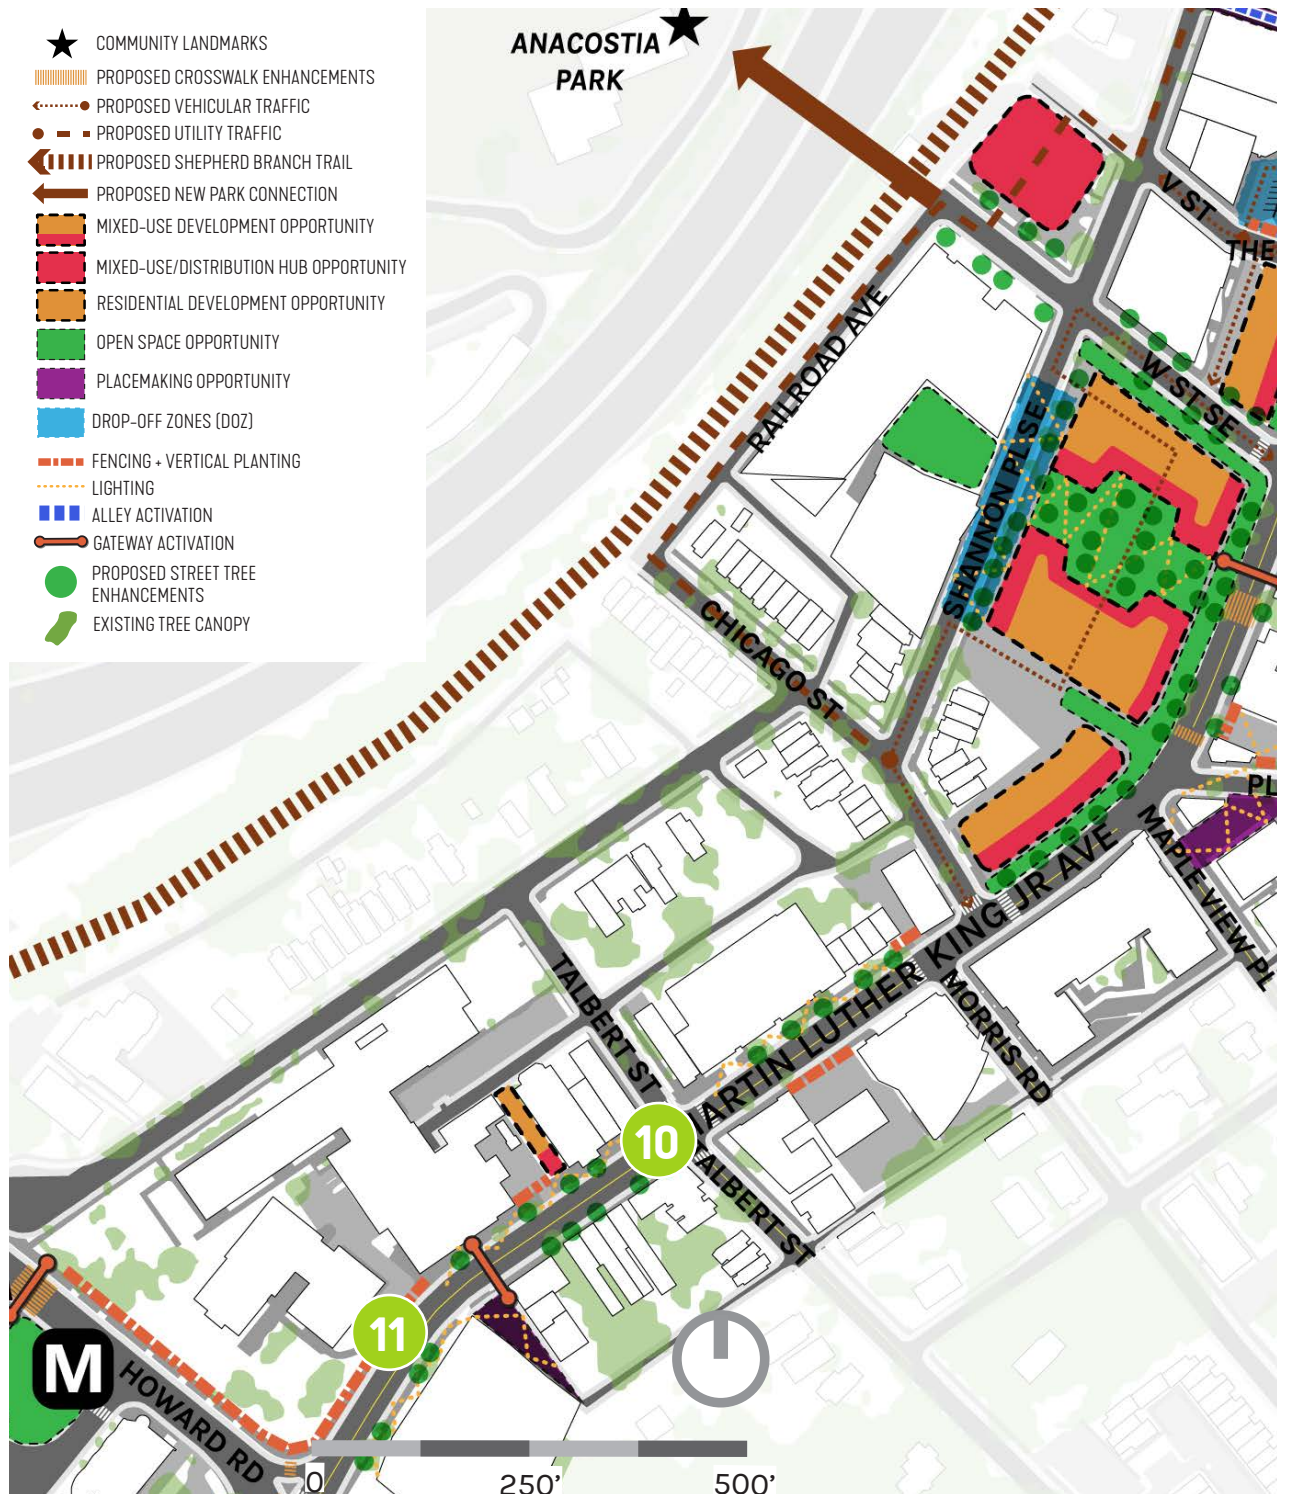 COMMUNITY LANDMARKS
PROPOSED CROSSWALK ENHANCEMENTS
PROPOSED VEHICULAR TRAFFIC
PROPOSED UTILITY TRAFFIC
PROPOSED SHEPHERD BRANCH TRAIL
PROPOSED NEW PARK CONNECTION
MIXED-USE DEVELOPMENT OPPORTUNITY
MIXED-USE/DISTRIBUTION HUB OPPORTUNITY
RESIDENTIAL DEVELOPMENT OPPORTUNITY
OPEN SPACE OPPORTUNITY
PLACEMAKING OPPORTUNITY
DROP-OFF ZONES (DOZ)
FENCING + VERTICAL PLANTING
LIGHTING
ALLEY ACTIVATION
GATEWAY ACTIVATION
PROPOSED STREET TREE
ENHANCEMENTS
EXISTING TREE CANOPY
ANACOSTIA
PARK
V ST
THE
RAILROAD AVE
W ST SE
SHANNON PL SE
CHICAGO ST
PL
MAPLE VIEW PL
ARTIN LUTHER KING JR AVE
MORRIS RD
TALBERT ST
10
TALBERT ST
11
M
HOWARD RD
0
250'
500'